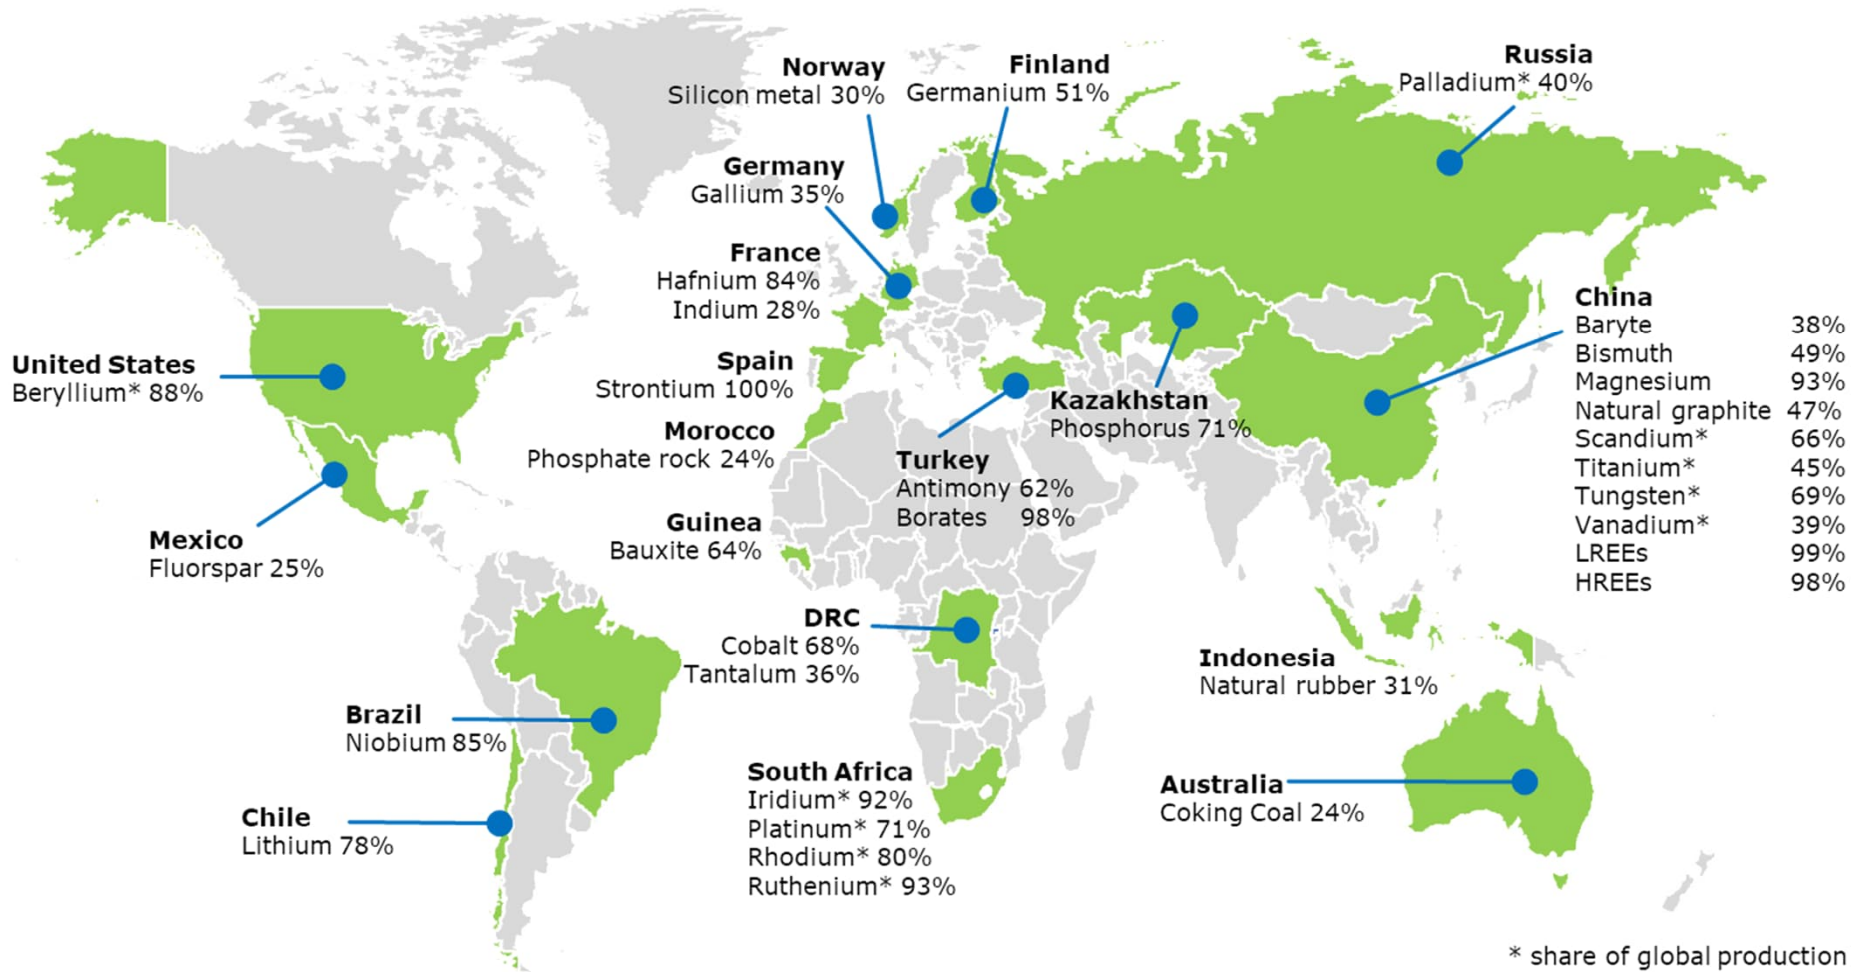 Norway
Silicon metal 30%
Finland
Germanium 51%
Russia
Palladium* 40%
Germany
Gallium 35%
France
Hafnium 84%
Indium 28%
China
Baryte 38%
Bismuth 49%
Magnesium 93%
Natural graphite 47%
Scandium* 66%
Titanium* 45%
Tungsten* 69%
Vanadium* 39%
LREEs 99%
HREEs 98%
United States
Beryllium* 88%
Spain
Strontium 100%
Kazakhstan
Phosphorus 71%
Morocco
Phosphate rock 24%
Turkey
Antimony 62%
Borates 98%
Mexico
Fluorspar 25%
Guinea
Bauxite 64%
DRC
Cobalt 68%
Tantalum 36%
Indonesia
Natural rubber 31%
Brazil
Niobium 85%
South Africa
Iridium* 92%
Platinum* 71%
Rhodium* 80%
Ruthenium* 93%
Australia
Coking Coal 24%
Chile
Lithium 78%
* share of global production